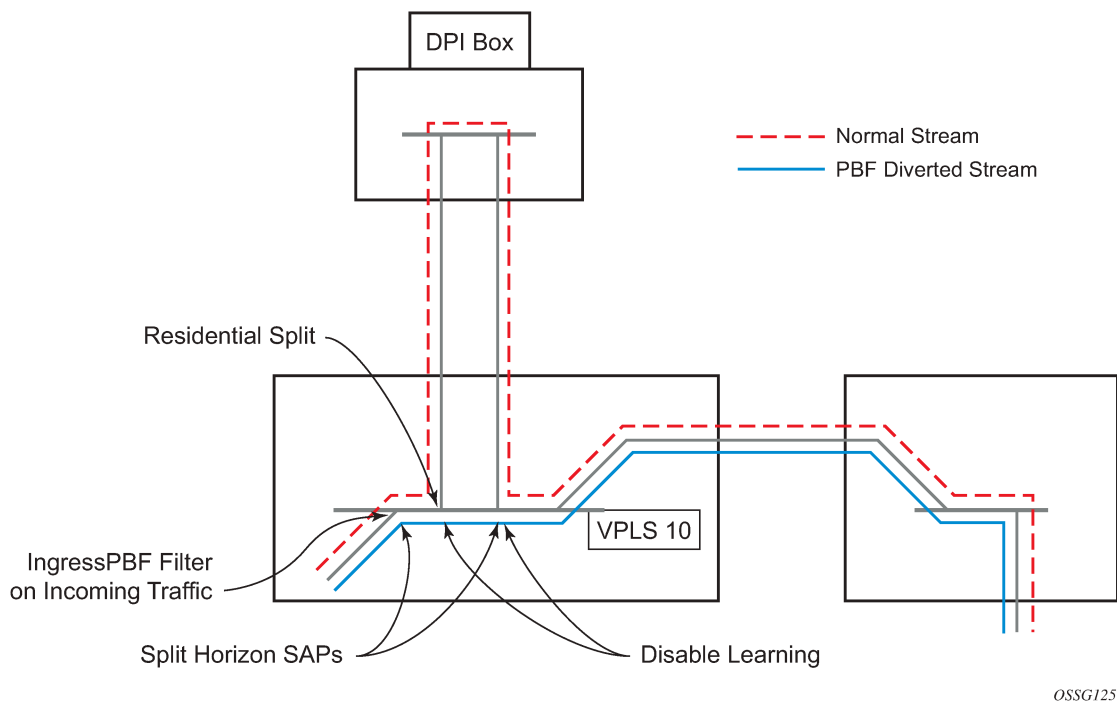 DPI Box
Normal Stream
PBF Diverted Stream
Residential Split
VPLS 10
IngressPBF Filter
on Incoming Traffic
Split Horizon SAPs
Disable Learning
OSSG125